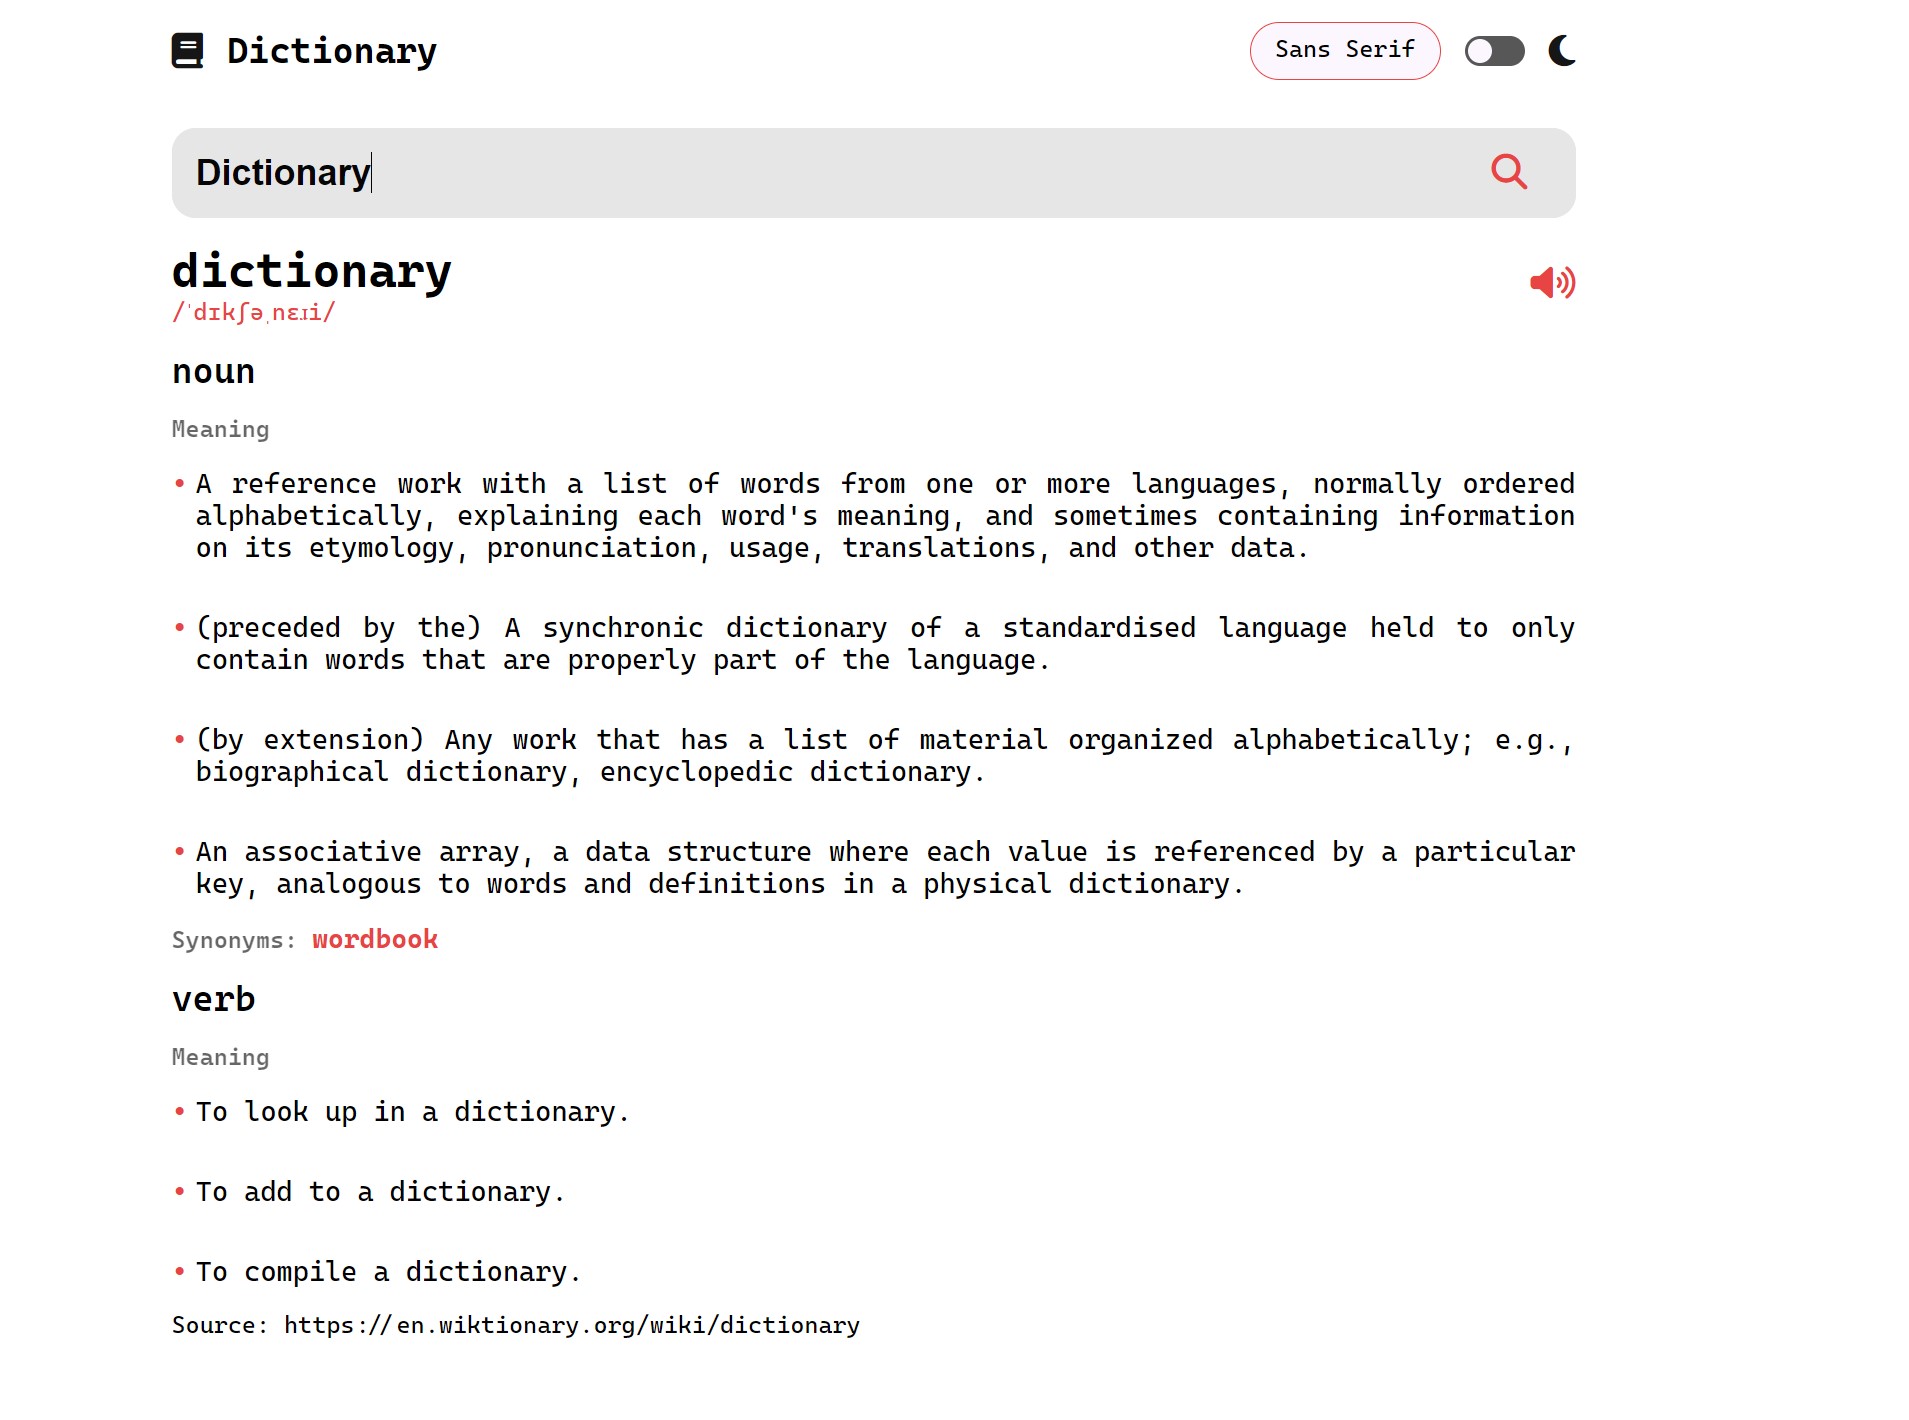 Dictionary
Sans Serif
Dictionary
dictionary
/ˈdɪkʃəˌnɛɹi/
noun
Meaning
• A reference work with a list of words from one or more languages, normally ordered
alphabetically, explaining each word's meaning, and sometimes containing information
on its etymology, pronunciation, usage, translations, and other data.
• (preceded by the) A synchronic dictionary of a standardised language held to only
contain words that are properly part of the language.
• (by extension) Any work that has a list of material organized alphabetically; e.g.,
biographical dictionary, encyclopedic dictionary.
• An associative array, a data structure where each value is referenced by a particular
key, analogous to words and definitions in a physical dictionary.
Synonyms: wordbook
verb
Meaning
• To look up in a dictionary.
• To add to a dictionary.
• To compile a dictionary.
Source: https://en.wiktionary.org/wiki/dictionary